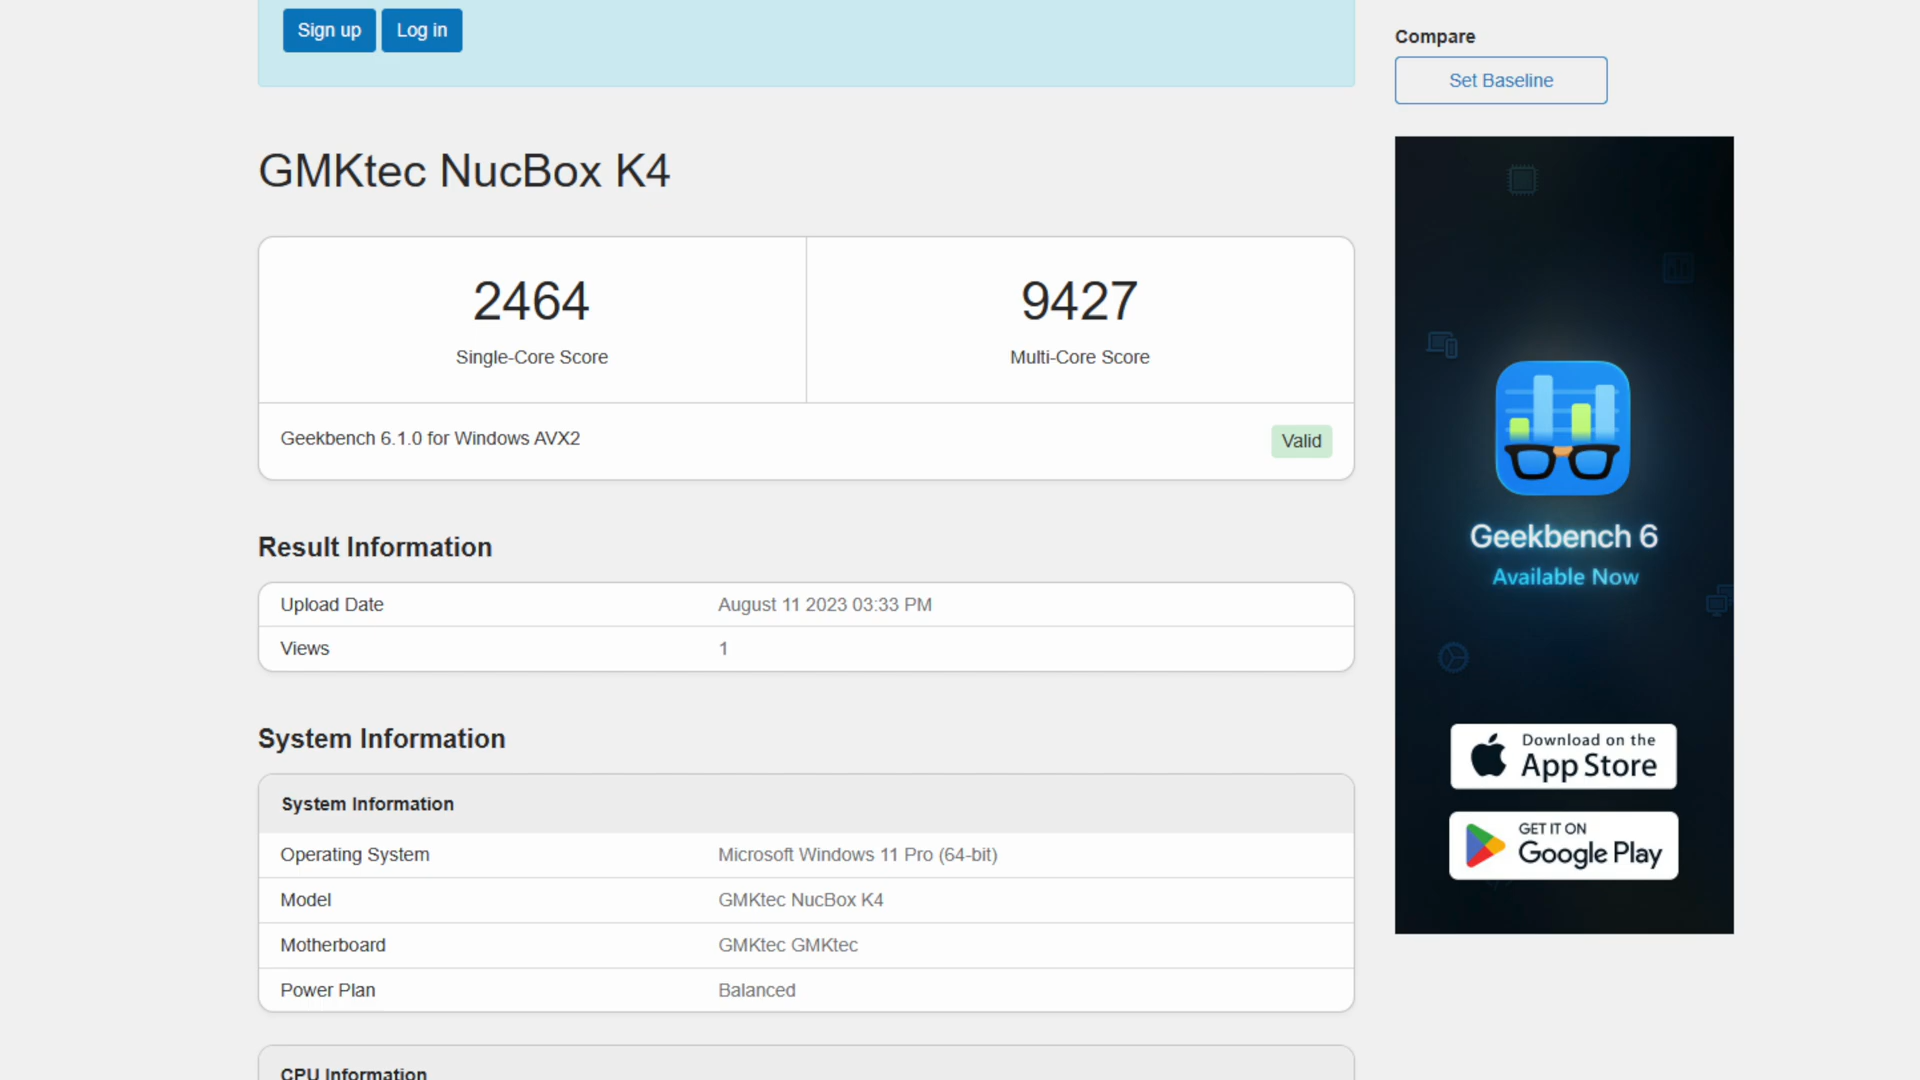 Sign up Log in
Compare
Set Baseline
GMKtec NucBox K4
2464 9427
Single-Core Score Multi-Core Score
Geekbench 6.1.0 for Windows AVX2 Valid
Result Information
Upload Date August 11 2023 03:33 PM
Views 1
System Information
System Information
Operating System Microsoft Windows 11 Pro (64-bit)
Model GMKtec NucBox K4
Motherboard GMKtec GMKtec
Power Plan Balanced
CPU Information
Geekbench 6
Available Now
Download on the
App Store
GET IT ON
Google Play